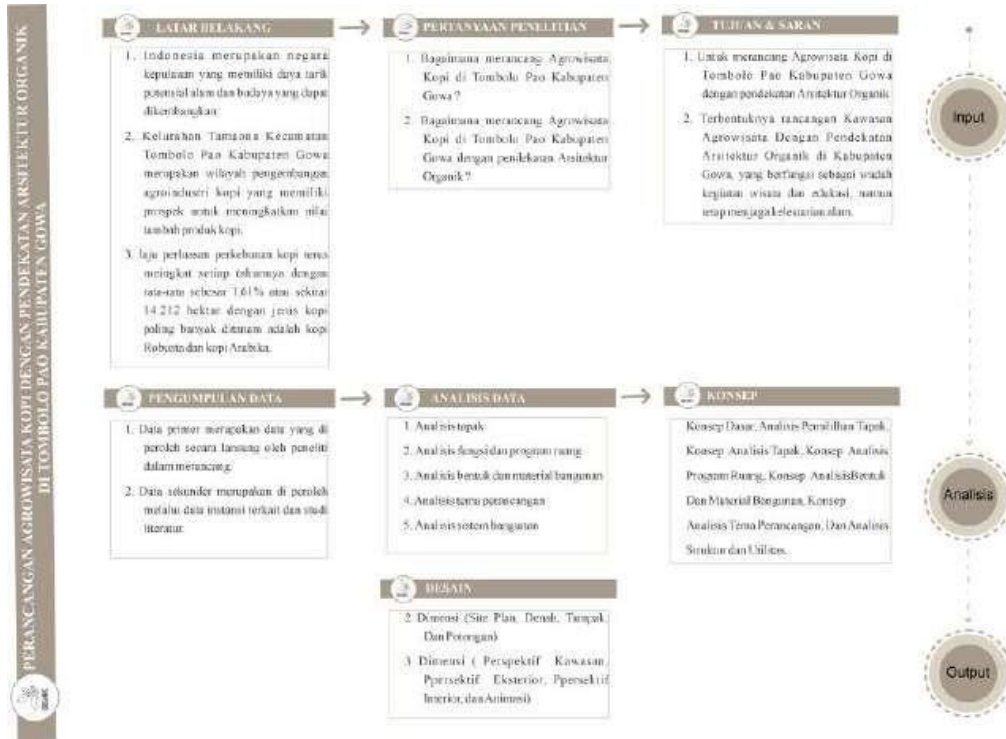 PERANCANGAN AGROWISATA KOPI DENGAN PENDEKATAN ARSITEKTUR ORGANIK
DI TOMBOLO PAO KABUPATEN GOWA
LATAR BELAKANG
1. Indonesia merupakan negara
kepulauan yang memiliki daya tarik
potensial alam dan budaya yang dapat
dikembangkan
2. Kelurahan Tamaona Kecamatan
Tombolo Pao Kabupaten Gowa
merupakan wilayah pengembangan
agroindustri kopi yang memiliki
prospek untuk meningkatkan nilai
tambah produk kopi.
3. laju perluasan perkebunan kopi terus
meingkat setiap tahunnya dengan
rata-rata sebesar 1,61% atau sekitar
14.212 hektar dengan jenis kopi
paling banyak ditanam adalah kopi
Robusta dan kopi Arabika.
PERTANYAAN PENELITIAN
1. Bagaimana merancang Agrowisata
Kopi di Tombolo Pao Kabupaten
Gowa ?
2. Bagaimana merancang Agrowisata
Kopi di Tombolo Pao Kabupaten
Gowa dengan pendekatan Arsitektur
Organik ?
TUJUAN & SARAN
1. Untuk merancang Agrowisata Kopi di
Tombolo Pao Kabupaten Gowa
dengan pendekatan Arsitektur Organik
2. Terbentuknya rancangan Kawasan
Agrowisata Dengan Pendekatan
Arsitektur Organik di Kabupaten
Gowa, yang berfungsi sebagai wadah
kegiatan wisata dan edukasi, namun
tetap menjaga kelestarian alam.
Input
PENGUMPULAN DATA
1. Data primer merupakan data yang di
peroleh secara lansung oleh peneliti
dalam merancang
2. Data sekunder merupakan di peroleh
melalui data instansi terkait dan studi
literatur.
ANALISIS DATA
1. Analisis tapak
2. Analisis fungsi dan program ruang
3. Analisis bentuk dan material bangunan
4. Analisis tema perancangan
5. Analisis sistem bangunan
KONSEP
Konsep Dasar, Analisis Pemilihan Tapak,
Konsep Analisis Tapak, Konsep Analisis
Program Ruang, Konsep AnalisisBentuk
Dan Material Bangunan, Konsep
Analisis Tema Perancangan, Dan Analisis
Struktur dan Utilitas.
Analisis
DESAIN
2 Dimensi (Site Plan, Denah, Tampak,
Dan Potongan)
3 Dimensi ( Perspektif Kawasan,
Ppersektif Eksterior, Ppersektif
Interior, dan Animasi)
Output